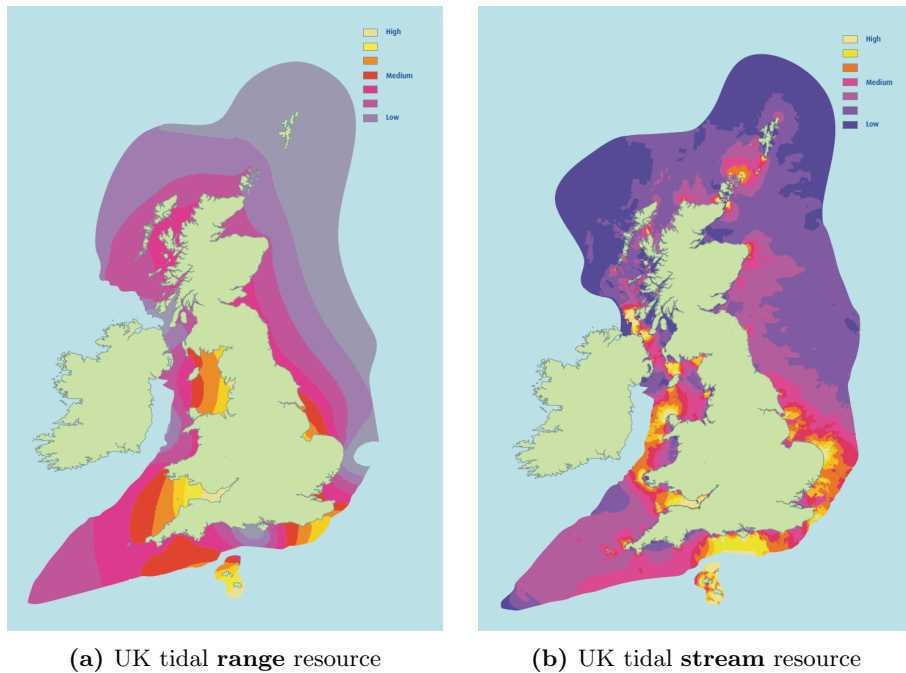 High
Medium
Low
High
Medium
Low
(a) UK tidal range resource
(b) UK tidal stream resource